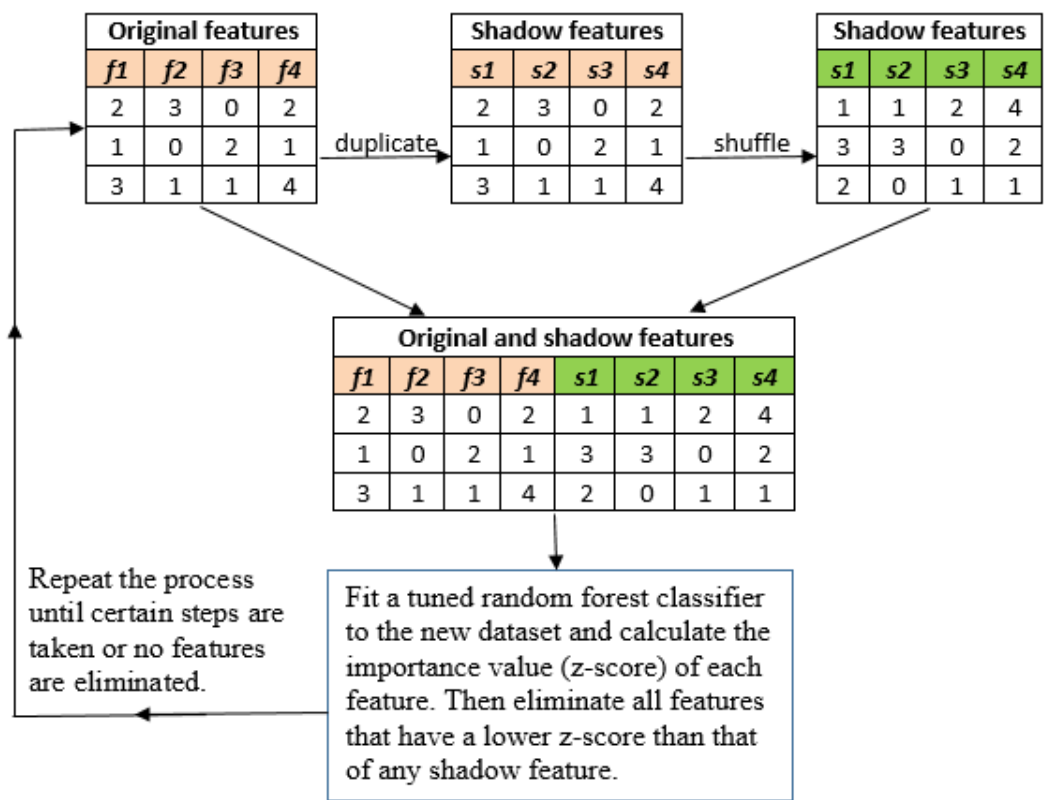 Original features
f1 f2 f3 f4
2 3 0 2
1 0 2 1
3 1 1 4
duplicate
Shadow features
s1 s2 s3 s4
2 3 0 2
1 0 2 1
3 1 1 4
shuffle
Shadow features
s1 s2 s3 s4
1 1 2 4
3 3 0 2
2 0 1 1
Original and shadow features
f1 f2 f3 f4 s1 s2 s3 s4
2 3 0 2 1 1 2 4
1 0 2 1 3 3 0 2
3 1 1 4 2 0 1 1
Repeat the process
until certain steps are
taken or no features
are eliminated.
Fit a tuned random forest classifier
to the new dataset and calculate the
importance value (z-score) of each
feature. Then eliminate all features
that have a lower z-score than that
of any shadow feature.